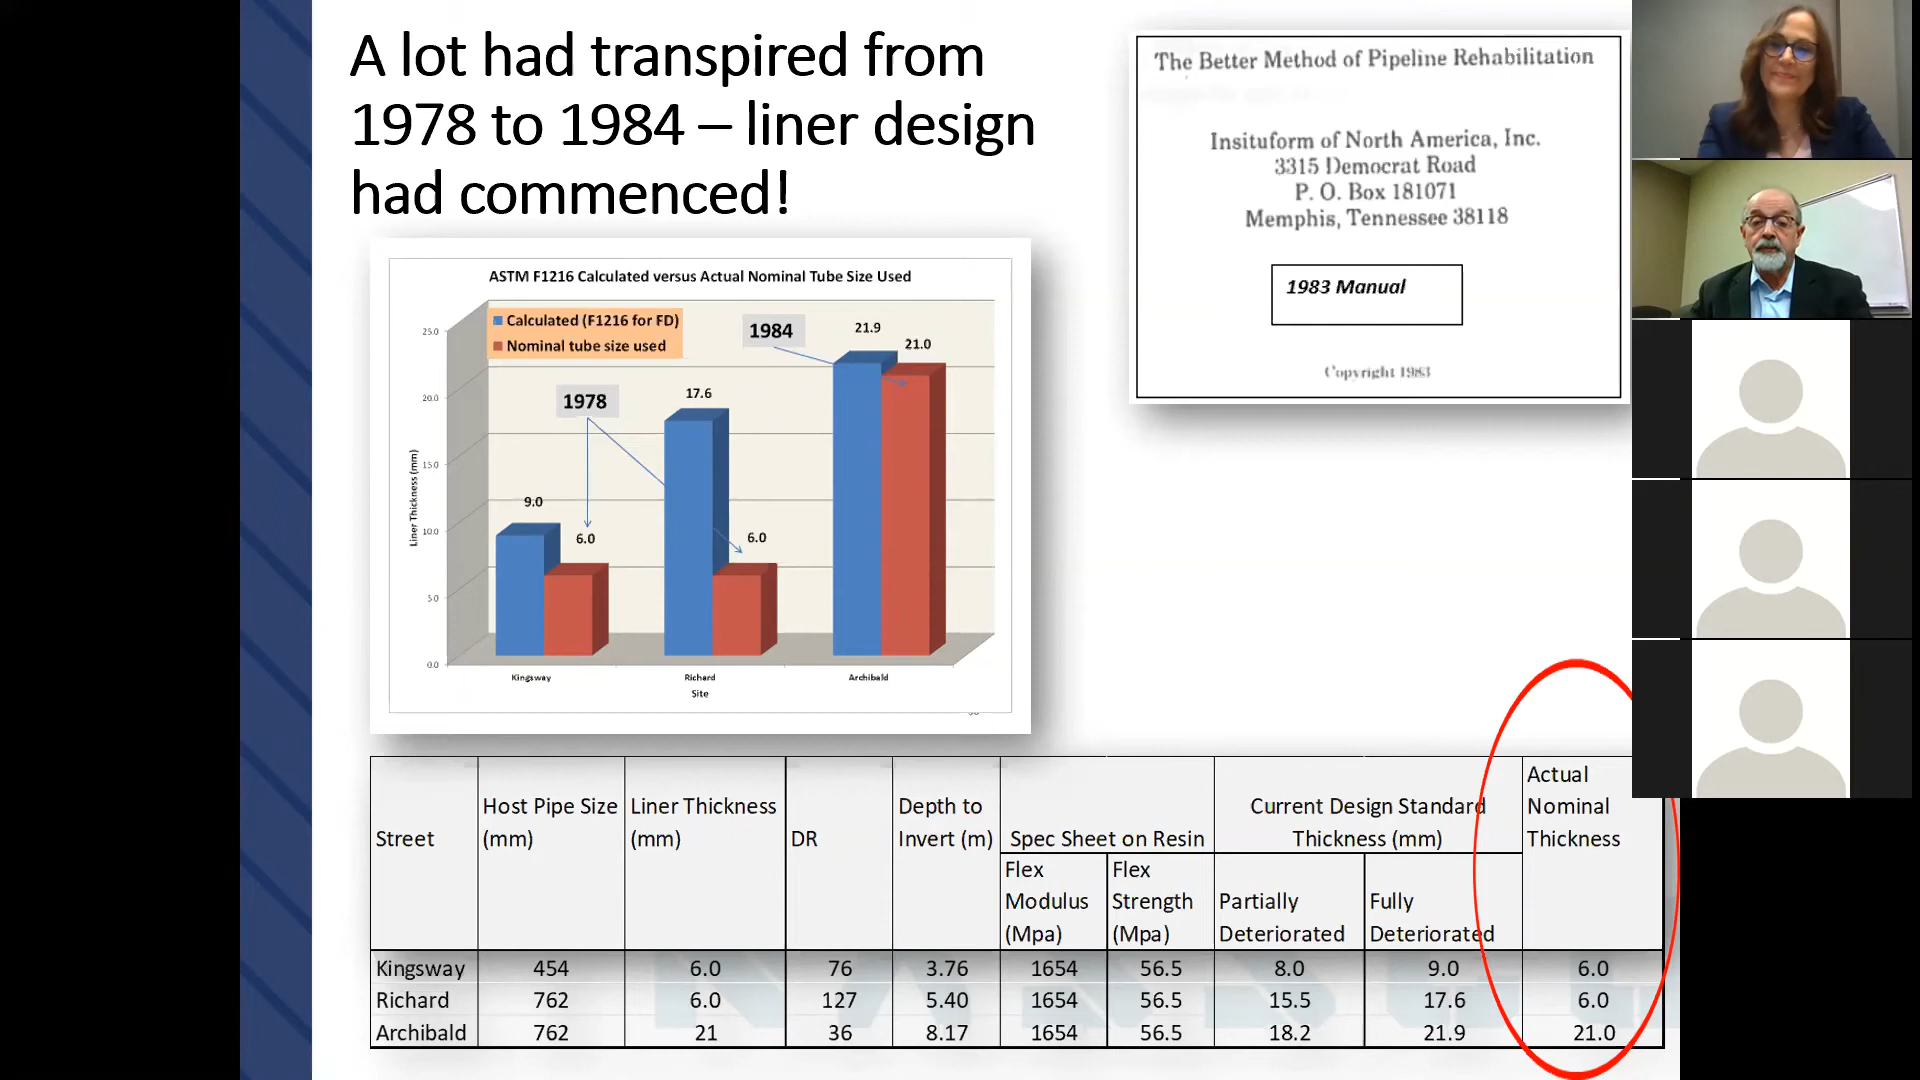 A lot had transpired from
1978 to 1984 – liner design
had commenced!
The Better Method of Pipeline Rehabilitation
Insituform of North America, Inc.
3315 Democrat Road
P. O. Box 181071
Memphis, Tennessee 38118
1983 Manual
Copyright 1983
ASTM F1216 Calculated versus Actual Nominal Tube Size Used
Calculated (F1216 for FD)
Nominal tube size used
1984
1978
21.9
21.0
17.6
9.0
6.0
6.0
Liner Thickness (mm)
25.0
20.0
15.0
10.0
5.0
0.0
Kingsway Richard Archibald
Site
Street Host Pipe Size (mm) Liner Thickness (mm) DR Depth to Invert (m) Spec Sheet on Resin Current Design Standard Thickness (mm) Actual Nominal Thickness
Flex Modulus (Mpa) Flex Strength (Mpa) Partially Deteriorated Fully Deteriorated
Kingsway 454 6.0 76 3.76 1654 56.5 8.0 9.0 6.0
Richard 762 6.0 127 5.40 1654 56.5 15.5 17.6 6.0
Archibald 762 21 36 8.17 1654 56.5 18.2 21.9 21.0